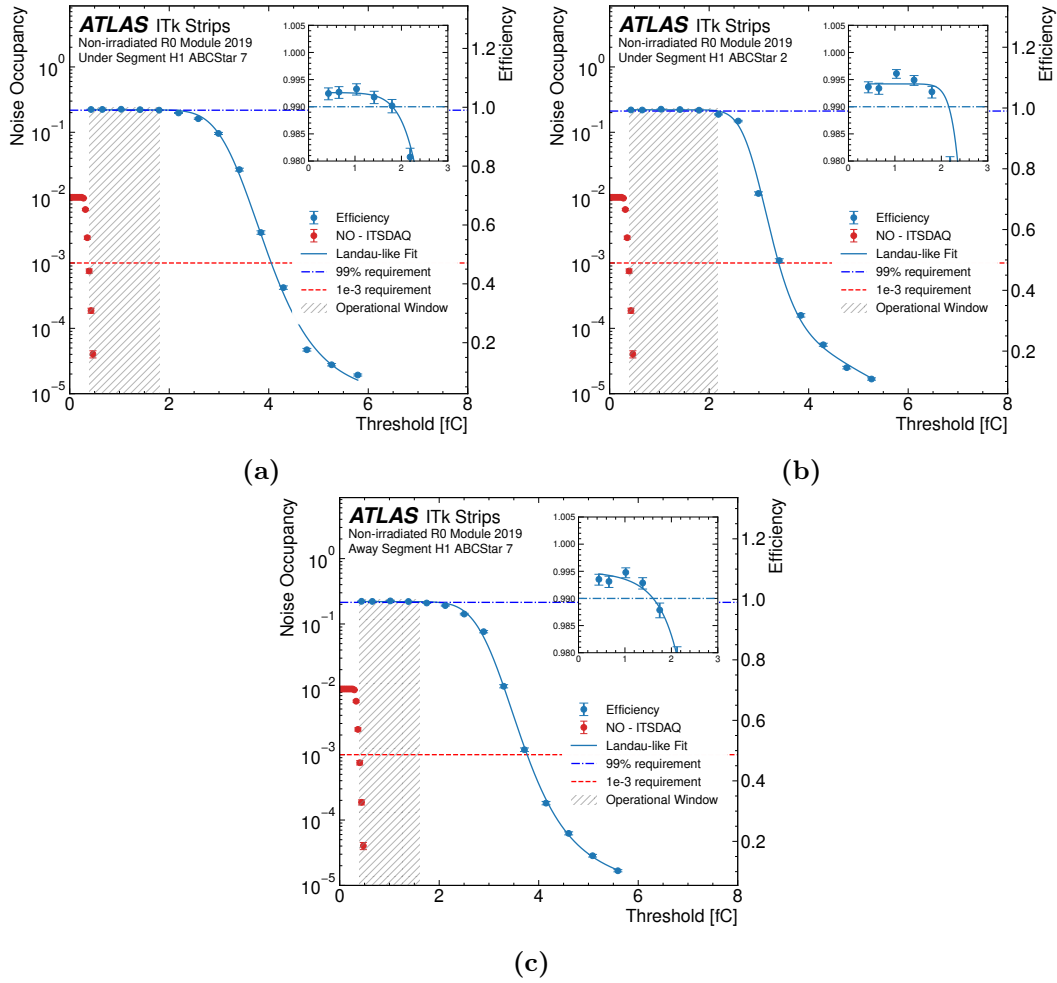 ATLAS ITk Strips
Non-irradiated R0 Module 2019
Under Segment H1 ABCStar 7
Noise Occupancy
10⁰
10⁻¹
10⁻²
10⁻³
10⁻⁴
10⁻⁵
0 2 4 6 8
Threshold [fC]
Efficiency
1.2
1.0
0.8
0.6
0.4
0.2
1.005
1.000
0.995
0.990
0.985
0.980
0 1 2 3
Efficiency
NO - ITSDAQ
Landau-like Fit
99% requirement
1e-3 requirement
Operational Window
(a)
ATLAS ITk Strips
Non-irradiated R0 Module 2019
Under Segment H1 ABCStar 2
Noise Occupancy
10⁰
10⁻¹
10⁻²
10⁻³
10⁻⁴
10⁻⁵
0 2 4 6 8
Threshold [fC]
Efficiency
1.2
1.0
0.8
0.6
0.4
0.2
1.005
1.000
0.995
0.990
0.985
0.980
0 1 2 3
Efficiency
NO - ITSDAQ
Landau-like Fit
99% requirement
1e-3 requirement
Operational Window
(b)
ATLAS ITk Strips
Non-irradiated R0 Module 2019
Away Segment H1 ABCStar 7
Noise Occupancy
10⁰
10⁻¹
10⁻²
10⁻³
10⁻⁴
10⁻⁵
0 2 4 6 8
Threshold [fC]
Efficiency
1.2
1.0
0.8
0.6
0.4
0.2
1.005
1.000
0.995
0.990
0.985
0.980
0 1 2 3
Efficiency
NO - ITSDAQ
Landau-like Fit
99% requirement
1e-3 requirement
Operational Window
(c)